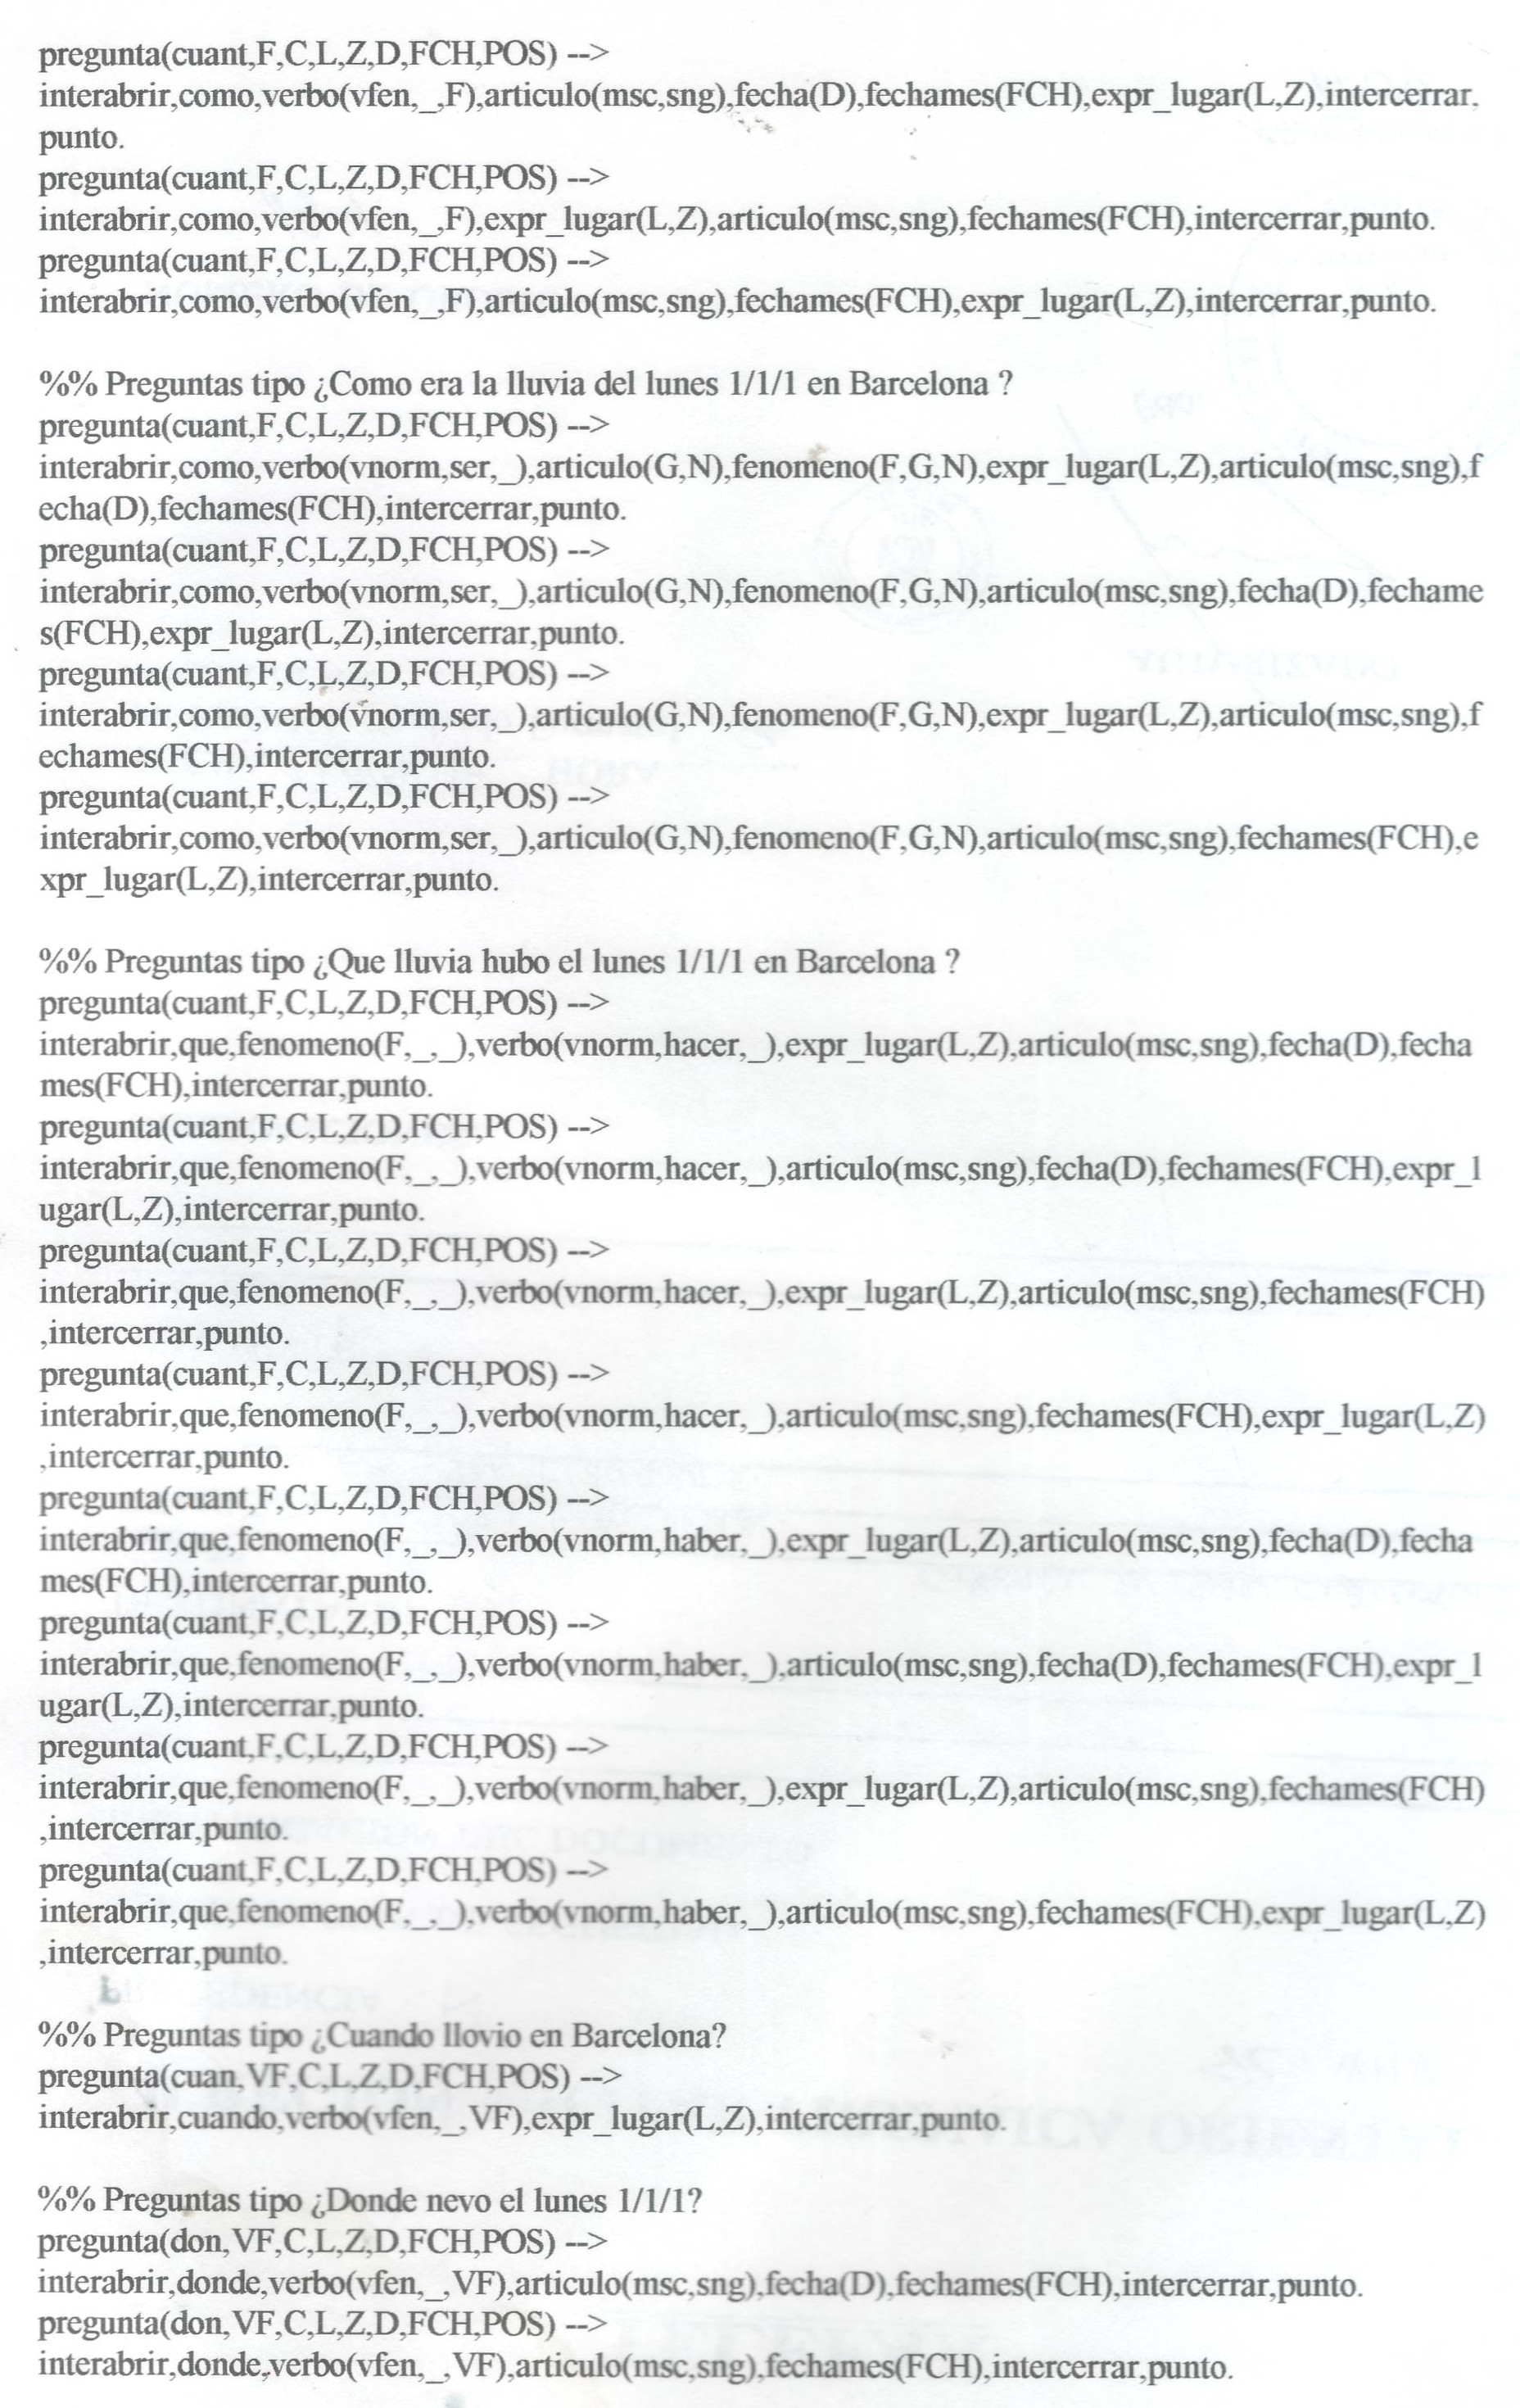 pregunta(cuant,F,C,L,Z,D,FCH,POS) -->
interabrir,como,verbo(vfen,_,F),articulo(msc,sng),fecha(D),fechames(FCH),expr_lugar(L,Z),intercerrar,
punto.
pregunta(cuant,F,C,L,Z,D,FCH,POS) -->
interabrir,como,verbo(vfen,_,F),expr_lugar(L,Z),articulo(msc,sng),fechames(FCH),intercerrar,punto.
pregunta(cuant,F,C,L,Z,D,FCH,POS) -->
interabrir,como,verbo(vfen,_,F),articulo(msc,sng),fechames(FCH),expr_lugar(L,Z),intercerrar,punto.

%% Preguntas tipo ¿Como era la lluvia del lunes 1/1/1 en Barcelona ?
pregunta(cuant,F,C,L,Z,D,FCH,POS) -->
interabrir,como,verbo(vnorm,ser,_),articulo(G,N),fenomeno(F,G,N),expr_lugar(L,Z),articulo(msc,sng),f
echa(D),fechames(FCH),intercerrar,punto.
pregunta(cuant,F,C,L,Z,D,FCH,POS) -->
interabrir,como,verbo(vnorm,ser,_),articulo(G,N),fenomeno(F,G,N),articulo(msc,sng),fecha(D),fechame
s(FCH),expr_lugar(L,Z),intercerrar,punto.
pregunta(cuant,F,C,L,Z,D,FCH,POS) -->
interabrir,como,verbo(vnorm,ser,_),articulo(G,N),fenomeno(F,G,N),expr_lugar(L,Z),articulo(msc,sng),f
echames(FCH),intercerrar,punto.
pregunta(cuant,F,C,L,Z,D,FCH,POS) -->
interabrir,como,verbo(vnorm,ser,_),articulo(G,N),fenomeno(F,G,N),articulo(msc,sng),fechames(FCH),e
xpr_lugar(L,Z),intercerrar,punto.

%% Preguntas tipo ¿Que lluvia hubo el lunes 1/1/1 en Barcelona ?
pregunta(cuant,F,C,L,Z,D,FCH,POS) -->
interabrir,que,fenomeno(F,_,_),verbo(vnorm,hacer,_),expr_lugar(L,Z),articulo(msc,sng),fecha(D),fecha
mes(FCH),intercerrar,punto.
pregunta(cuant,F,C,L,Z,D,FCH,POS) -->
interabrir,que,fenomeno(F,_,_),verbo(vnorm,hacer,_),articulo(msc,sng),fecha(D),fechames(FCH),expr_l
ugar(L,Z),intercerrar,punto.
pregunta(cuant,F,C,L,Z,D,FCH,POS) -->
interabrir,que,fenomeno(F,_,_),verbo(vnorm,hacer,_),expr_lugar(L,Z),articulo(msc,sng),fechames(FCH)
,intercerrar,punto.
pregunta(cuant,F,C,L,Z,D,FCH,POS) -->
interabrir,que,fenomeno(F,_,_),verbo(vnorm,hacer,_),articulo(msc,sng),fechames(FCH),expr_lugar(L,Z)
,intercerrar,punto.
pregunta(cuant,F,C,L,Z,D,FCH,POS) -->
interabrir,que,fenomeno(F,_,_),verbo(vnorm,haber,_),expr_lugar(L,Z),articulo(msc,sng),fecha(D),fecha
mes(FCH),intercerrar,punto.
pregunta(cuant,F,C,L,Z,D,FCH,POS) -->
interabrir,que,fenomeno(F,_,_),verbo(vnorm,haber,_),articulo(msc,sng),fecha(D),fechames(FCH),expr_l
ugar(L,Z),intercerrar,punto.
pregunta(cuant,F,C,L,Z,D,FCH,POS) -->
interabrir,que,fenomeno(F,_,_),verbo(vnorm,haber,_),expr_lugar(L,Z),articulo(msc,sng),fechames(FCH)
,intercerrar,punto.
pregunta(cuant,F,C,L,Z,D,FCH,POS) -->
interabrir,que,fenomeno(F,_,_),verbo(vnorm,haber,_),articulo(msc,sng),fechames(FCH),expr_lugar(L,Z)
,intercerrar,punto.

%% Preguntas tipo ¿Cuando llovio en Barcelona?
pregunta(cuan,VF,C,L,Z,D,FCH,POS) -->
interabrir,cuando,verbo(vfen,_,VF),expr_lugar(L,Z),intercerrar,punto.

%% Preguntas tipo ¿Donde nevo el lunes 1/1/1?
pregunta(don,VF,C,L,Z,D,FCH,POS) -->
interabrir,donde,verbo(vfen,_,VF),articulo(msc,sng),fecha(D),fechames(FCH),intercerrar,punto.
pregunta(don,VF,C,L,Z,D,FCH,POS) -->
interabrir,donde,verbo(vfen,_,VF),articulo(msc,sng),fechames(FCH),intercerrar,punto.